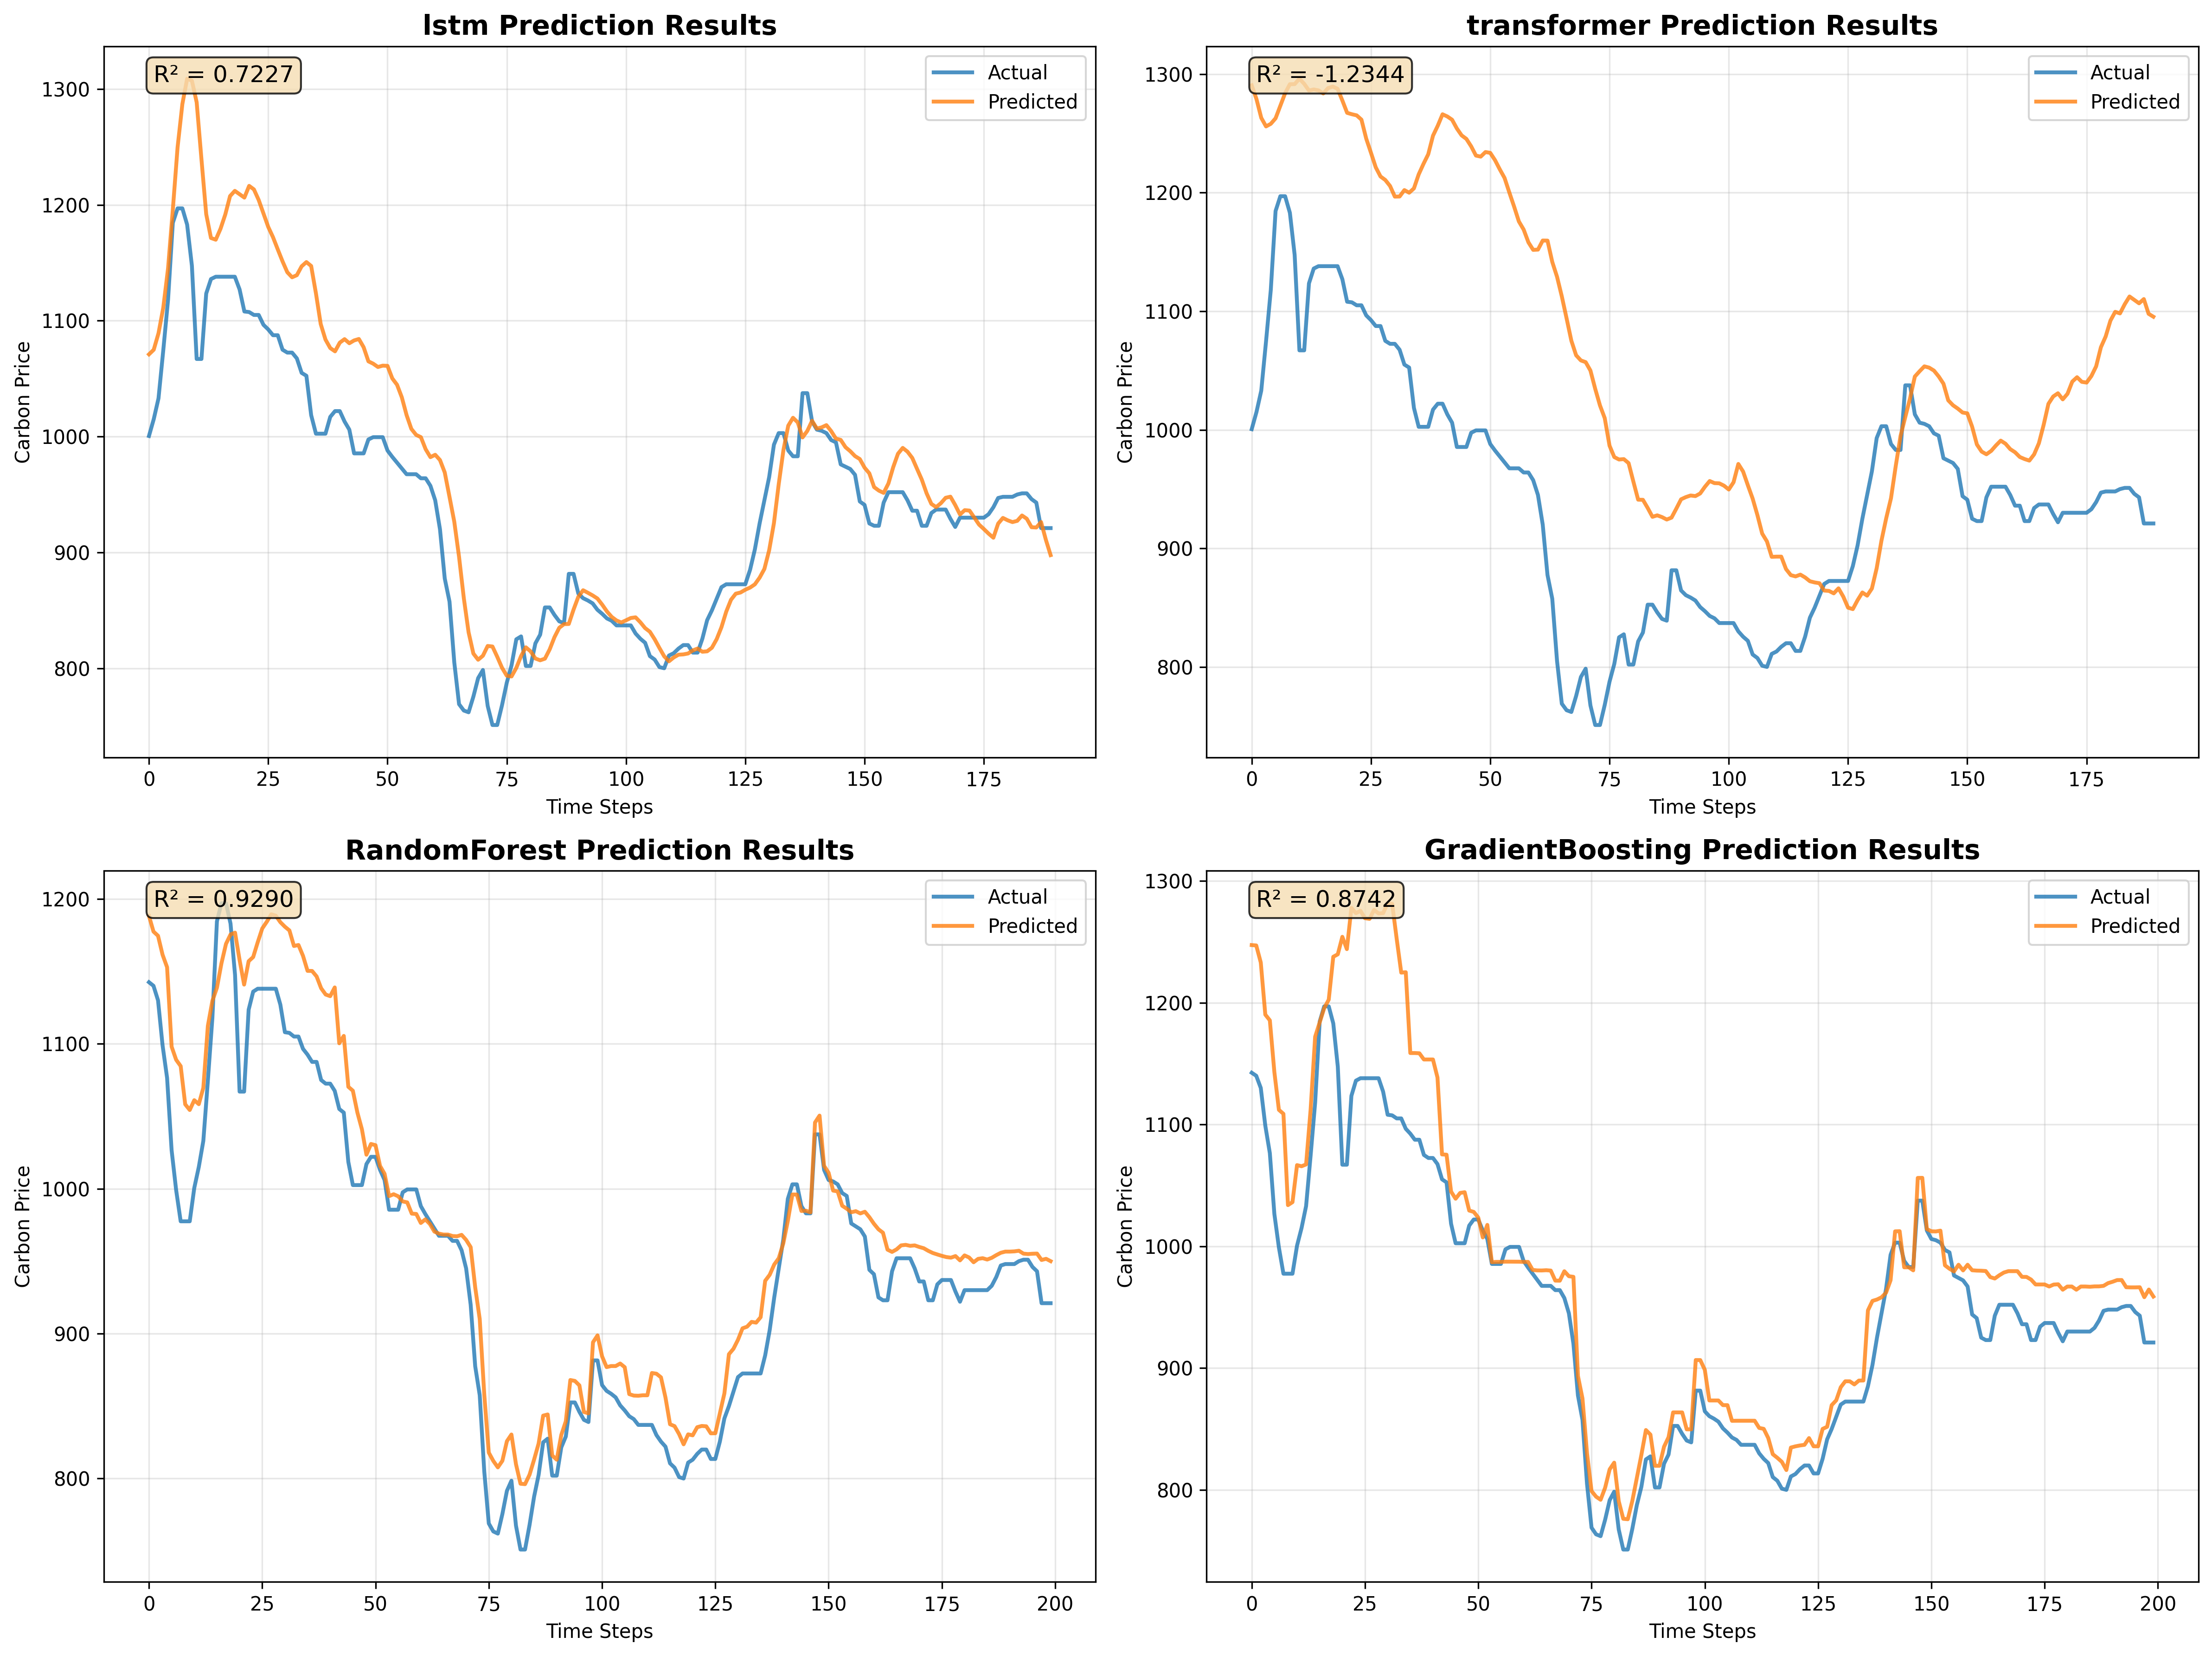 lstm Prediction Results
R² = 0.7227
Actual
Predicted
1300
1200
1100
1000
900
800
Carbon Price
0 25 50 75 100 125 150 175
Time Steps
transformer Prediction Results
R² = -1.2344
Actual
Predicted
1300
1200
1100
1000
900
800
Carbon Price
0 25 50 75 100 125 150 175
Time Steps
RandomForest Prediction Results
R² = 0.9290
Actual
Predicted
1200
1100
1000
900
800
Carbon Price
0 25 50 75 100 125 150 175 200
Time Steps
GradientBoosting Prediction Results
R² = 0.8742
Actual
Predicted
1300
1200
1100
1000
900
800
Carbon Price
0 25 50 75 100 125 150 175 200
Time Steps